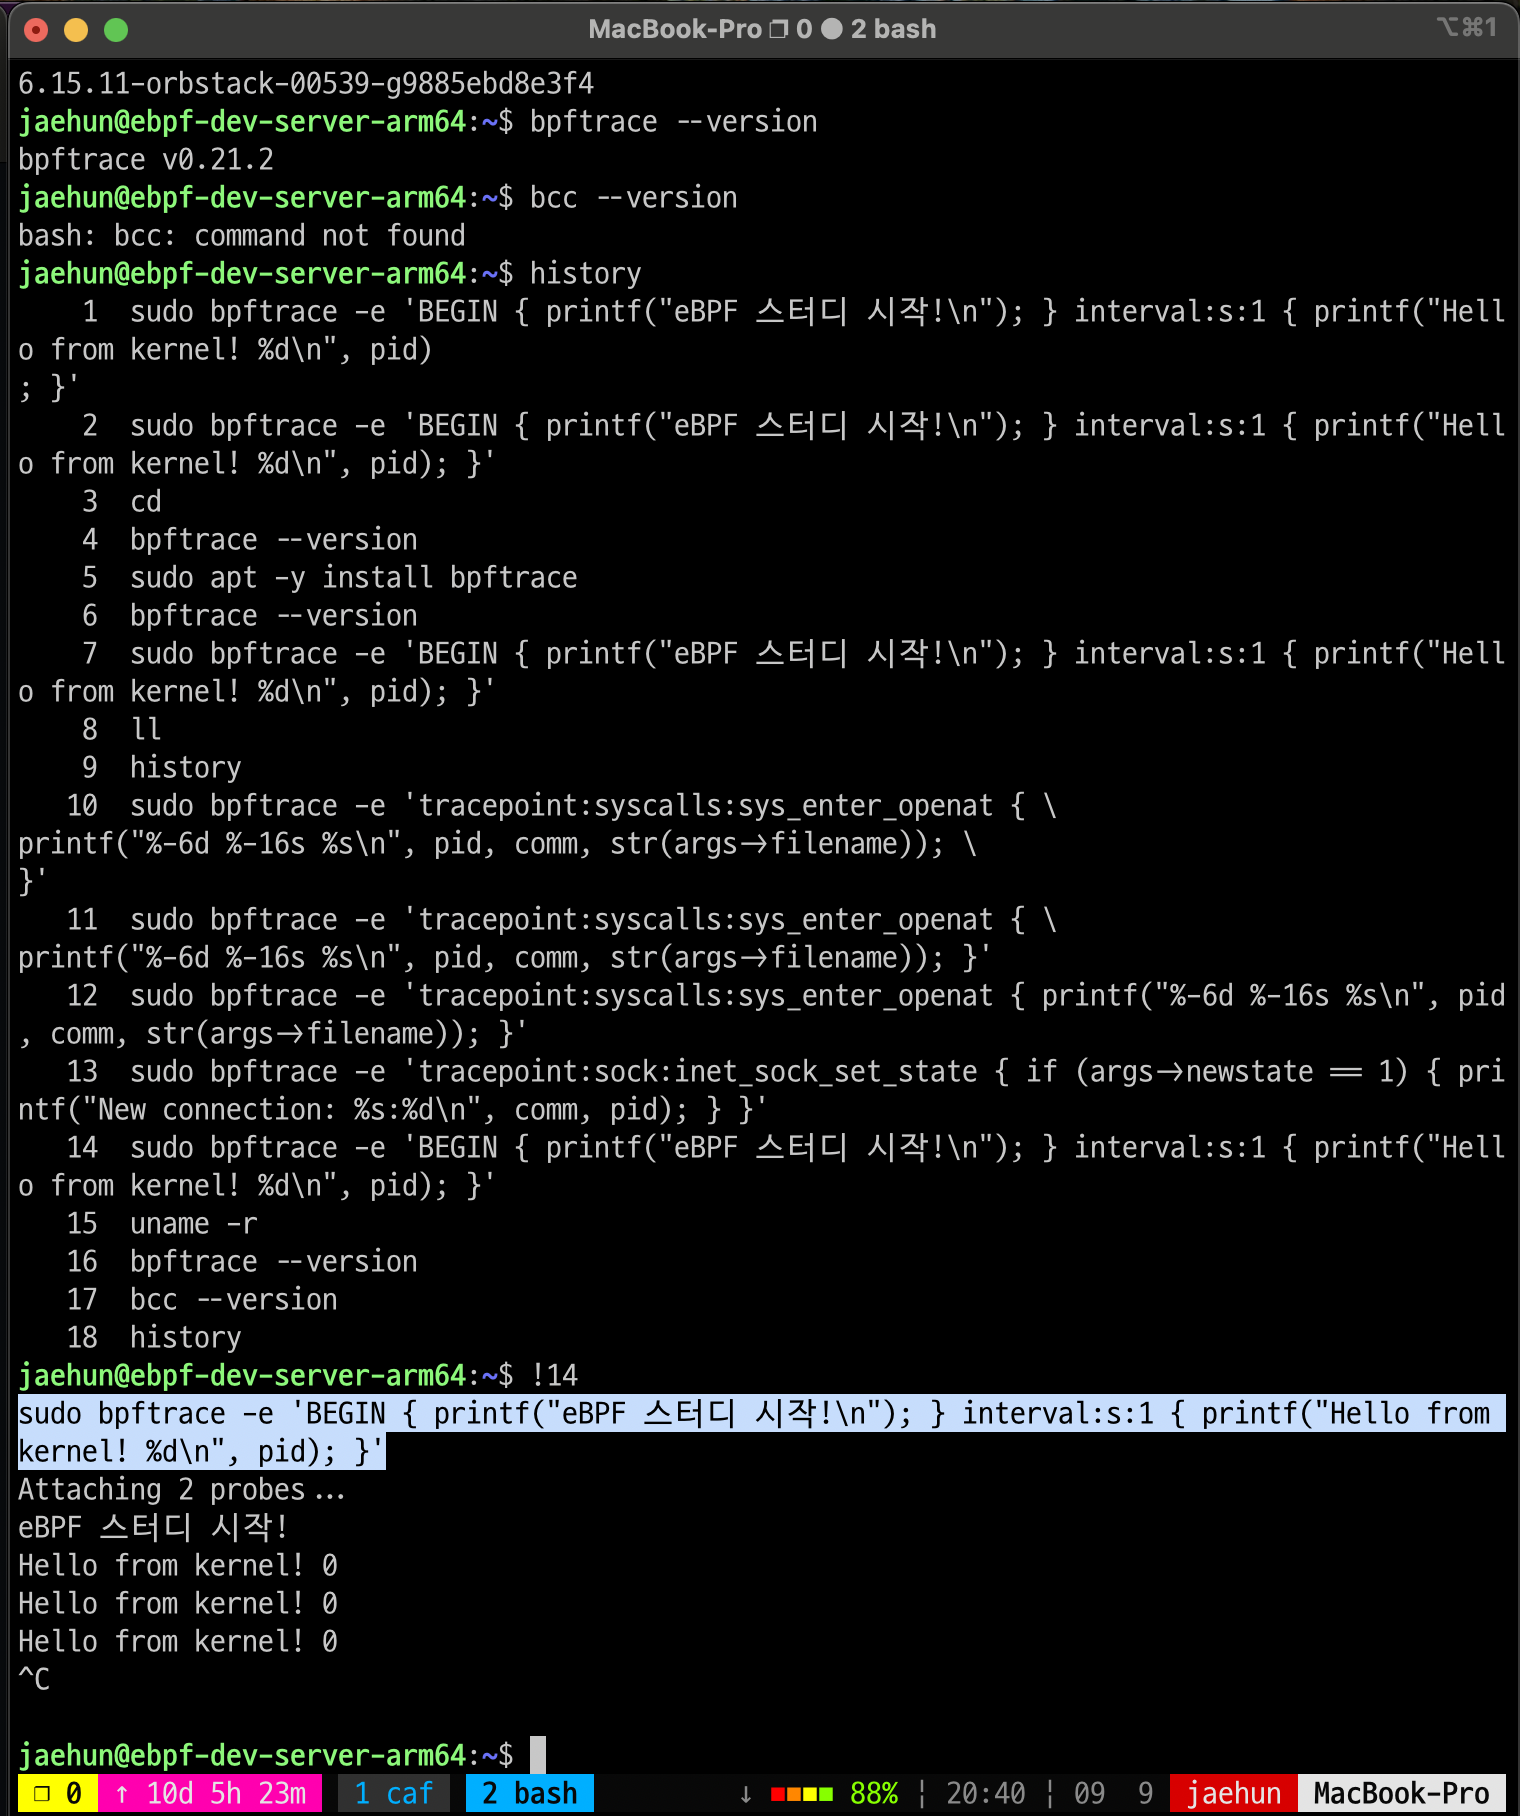 MacBook-Pro ❐ 0 ● 2 bash
⌥⌘1
6.15.11-orbstack-00539-g9885ebd8e3f4
jaehun@ebpf-dev-server-arm64:~$ bpftrace --version
bpftrace v0.21.2
jaehun@ebpf-dev-server-arm64:~$ bcc --version
bash: bcc: command not found
jaehun@ebpf-dev-server-arm64:~$ history
    1  sudo bpftrace -e 'BEGIN { printf("eBPF 스터디 시작!\n"); } interval:s:1 { printf("Hell
o from kernel! %d\n", pid)
; }'
    2  sudo bpftrace -e 'BEGIN { printf("eBPF 스터디 시작!\n"); } interval:s:1 { printf("Hell
o from kernel! %d\n", pid); }'
    3  cd
    4  bpftrace --version
    5  sudo apt -y install bpftrace
    6  bpftrace --version
    7  sudo bpftrace -e 'BEGIN { printf("eBPF 스터디 시작!\n"); } interval:s:1 { printf("Hell
o from kernel! %d\n", pid); }'
    8  ll
    9  history
   10  sudo bpftrace -e 'tracepoint:syscalls:sys_enter_openat { \
printf("%-6d %-16s %s\n", pid, comm, str(args->filename)); \
}'
   11  sudo bpftrace -e 'tracepoint:syscalls:sys_enter_openat { \
printf("%-6d %-16s %s\n", pid, comm, str(args->filename)); }'
   12  sudo bpftrace -e 'tracepoint:syscalls:sys_enter_openat { printf("%-6d %-16s %s\n", pid
, comm, str(args->filename)); }'
   13  sudo bpftrace -e 'tracepoint:sock:inet_sock_set_state { if (args->newstate == 1) { pri
ntf("New connection: %s:%d\n", comm, pid); } }'
   14  sudo bpftrace -e 'BEGIN { printf("eBPF 스터디 시작!\n"); } interval:s:1 { printf("Hell
o from kernel! %d\n", pid); }'
   15  uname -r
   16  bpftrace --version
   17  bcc --version
   18  history
jaehun@ebpf-dev-server-arm64:~$ !14
sudo bpftrace -e 'BEGIN { printf("eBPF 스터디 시작!\n"); } interval:s:1 { printf("Hello from
kernel! %d\n", pid); }'
Attaching 2 probes...
eBPF 스터디 시작!
Hello from kernel! 0
Hello from kernel! 0
Hello from kernel! 0
^C
jaehun@ebpf-dev-server-arm64:~$
❐ 0 ↑ 10d 5h 23m 1 caf 2 bash ↓ 88% ¦ 20:40 ¦ 09 9 jaehun MacBook-Pro